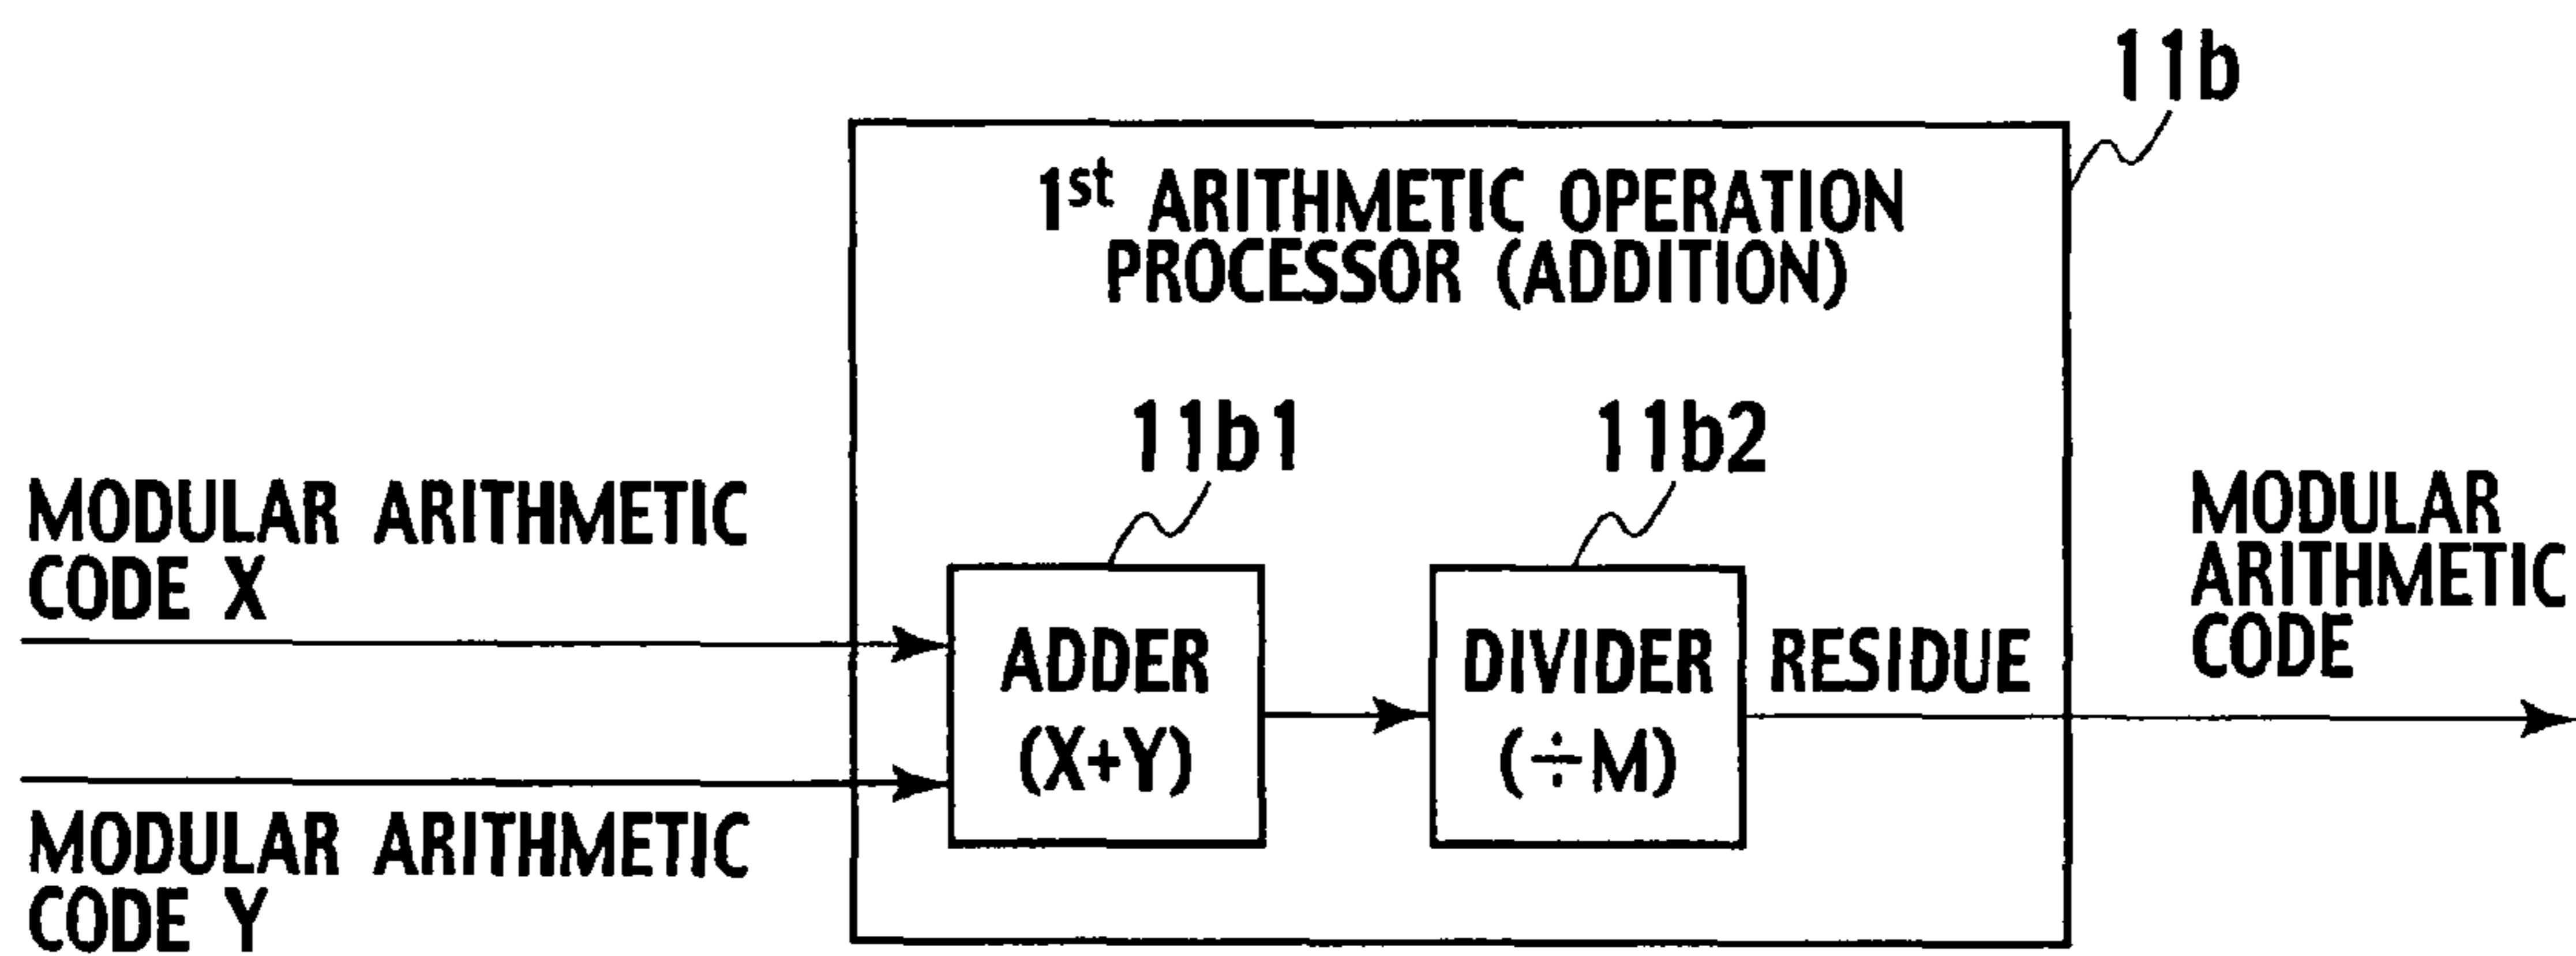 11b
1st ARITHMETIC OPERATION
PROCESSOR (ADDITION)
11b1
11b2
MODULAR ARITHMETIC
CODE X
MODULAR
ARITHMETIC
CODE
ADDER
(X+Y)
DIVIDER
(÷M)
RESIDUE
MODULAR ARITHMETIC
CODE Y